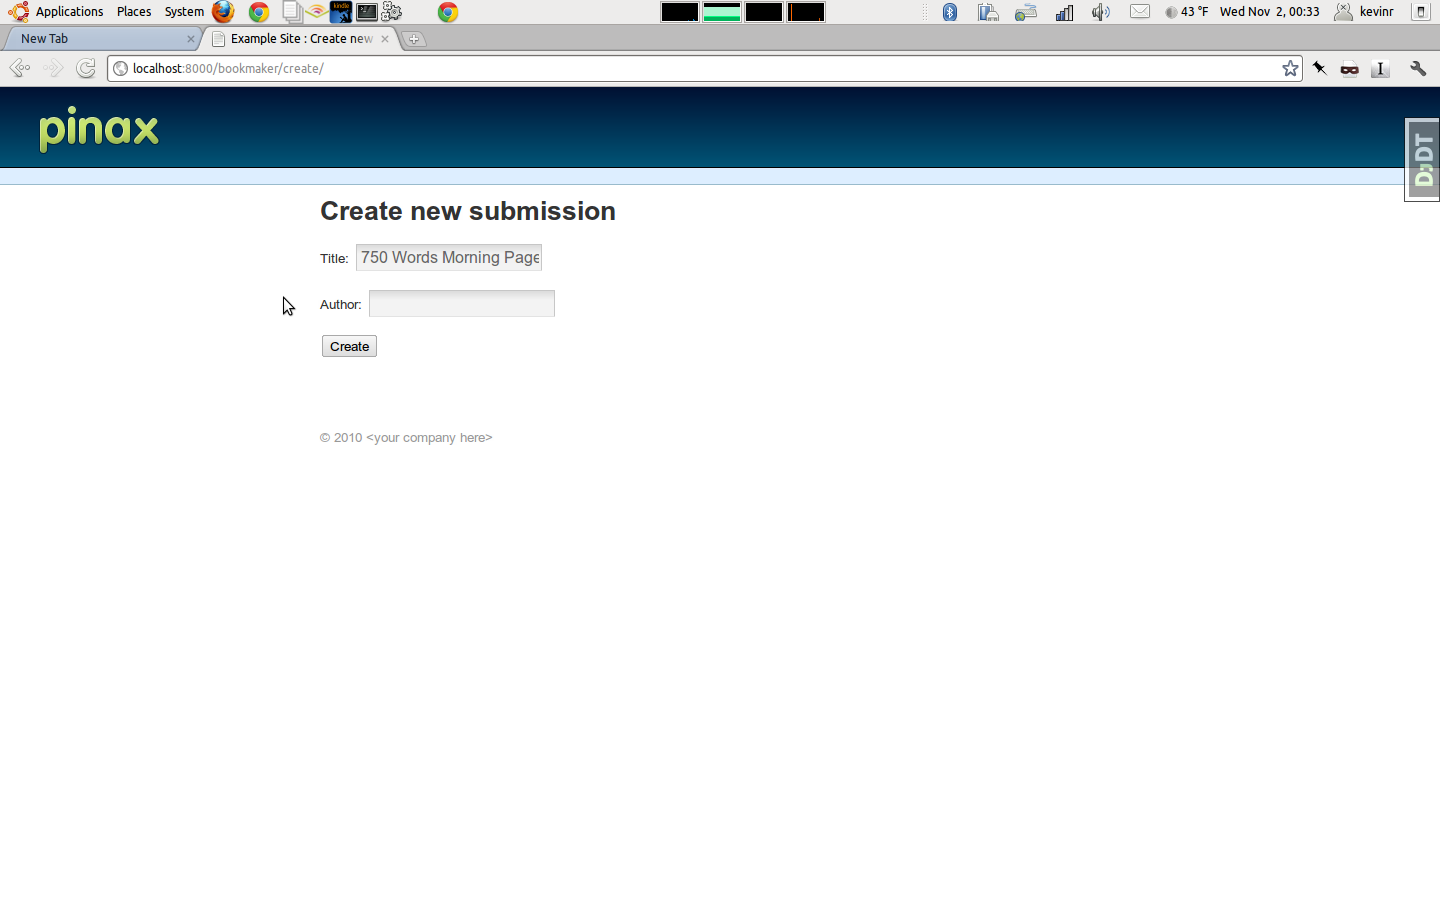 Applications Places System kindle 43 °F Wed Nov 2, 00:33 kevinr
New Tab Example Site : Create new
localhost:8000/bookmaker/create/
pinax
DjDT
Create new submission
Title: 750 Words Morning Page
Author:
Create
© 2010 <your company here>